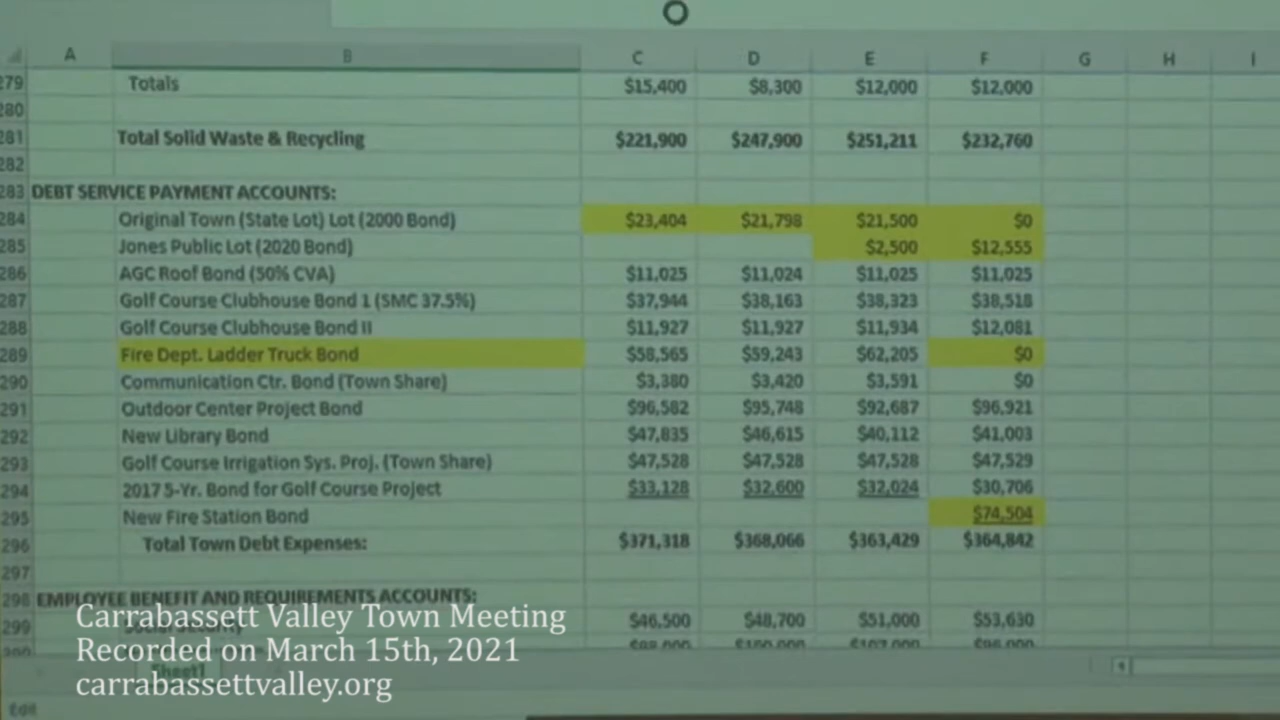 A B C D E F G H I
279 Totals $15,400 $8,300 $12,000 $12,000
280
281 Total Solid Waste & Recycling $221,900 $247,900 $251,211 $232,760
282
283 DEBT SERVICE PAYMENT ACCOUNTS:
284 Original Town (State Lot) Lot (2000 Bond) $23,404 $21,798 $21,500 $0
285 Jones Public Lot (2020 Bond) $2,500 $12,555
286 AGC Roof Bond (50% CVA) $11,025 $11,024 $11,025 $11,025
287 Golf Course Clubhouse Bond 1 (SMC 37.5%) $37,944 $38,163 $38,323 $38,518
288 Golf Course Clubhouse Bond II $11,927 $11,927 $11,934 $12,081
289 Fire Dept. Ladder Truck Bond $58,565 $59,243 $62,205 $0
290 Communication Ctr. Bond (Town Share) $3,380 $3,420 $3,591 $0
291 Outdoor Center Project Bond $96,582 $95,748 $92,687 $96,921
292 New Library Bond $47,835 $46,615 $40,112 $41,003
293 Golf Course Irrigation Sys. Proj. (Town Share) $47,528 $47,528 $47,528 $47,529
294 2017 5-Yr. Bond for Golf Course Project $33,128 $32,600 $32,024 $30,706
295 New Fire Station Bond $74,504
296 Total Town Debt Expenses: $371,318 $368,066 $363,429 $364,842
297
298 EMPLOYEE BENEFIT AND REQUIREMENTS ACCOUNTS:
299 Social Security $46,500 $48,700 $51,000 $53,630
Carrabassett Valley Town Meeting
Recorded on March 15th, 2021
carrabassettvalley.org
Sheet1
Edit